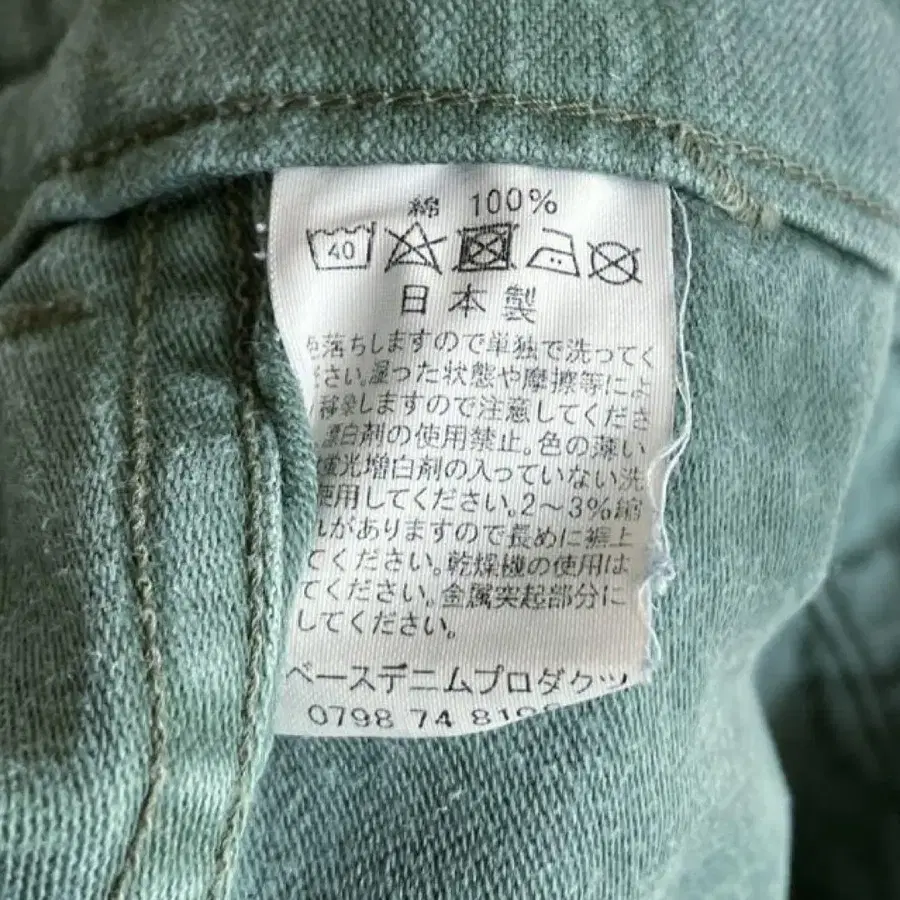 綿 100%
40
日本製
色落ちしますので単独で洗ってく
ださい。湿った状態や摩擦等によ
り移染しますので注意してくださ
漂白剤の使用禁止。色の薄い
蛍光増白剤の入っていない洗
使用してください。2～3%縮
れがありますので長めに裾上
てください。乾燥機の使用は
てください。金属突起部分に
してください。
ベースデニムプロダクツ
0798 74 819